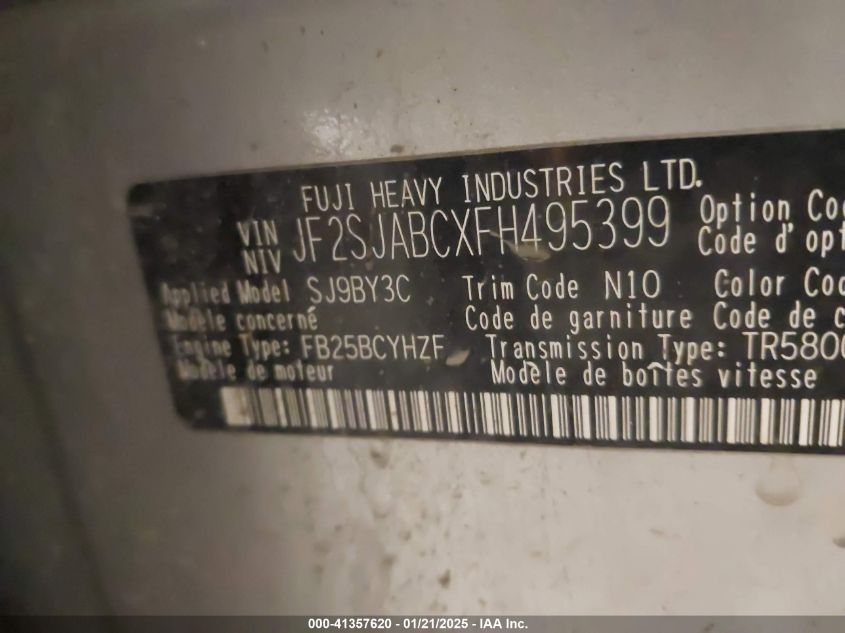 FUJI HEAVY INDUSTRIES LTD.
VIN JF2SJABCXFH495399 Option Co
NIV Code d'opt
Applied Model SJ9BY3C Trim Code N10 Color Co
Modèle concerné Code de garniture Code de c
Engine Type: FB25BCYHZF Transmission Type: TR580
Modèle de moteur Modèle de boîtes vitesse
000-41357620 - 01/21/2025 - IAA Inc.